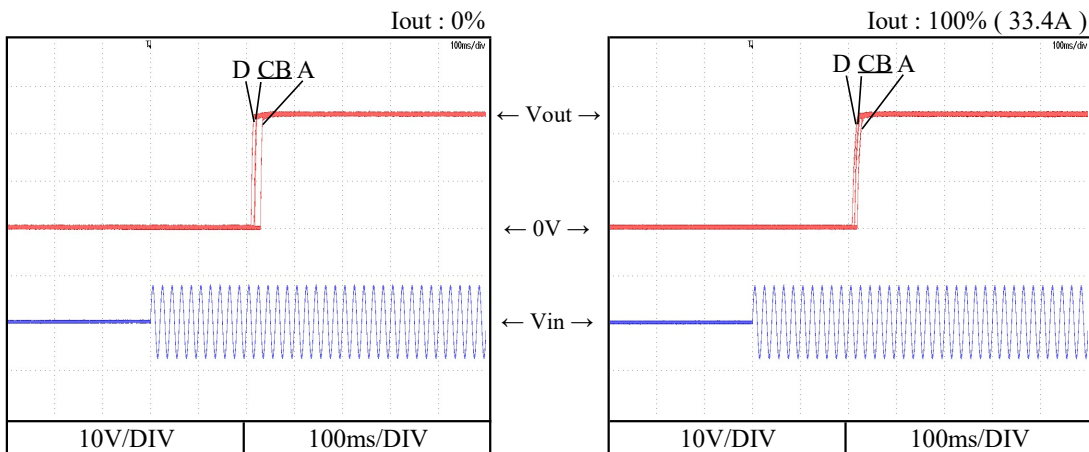 Iout : 0%
100ms/div
D CB A
10V/DIV
100ms/DIV
← Vout →
← 0V →
← Vin →
Iout : 100% ( 33.4A )
100ms/div
D CB A
10V/DIV
100ms/DIV